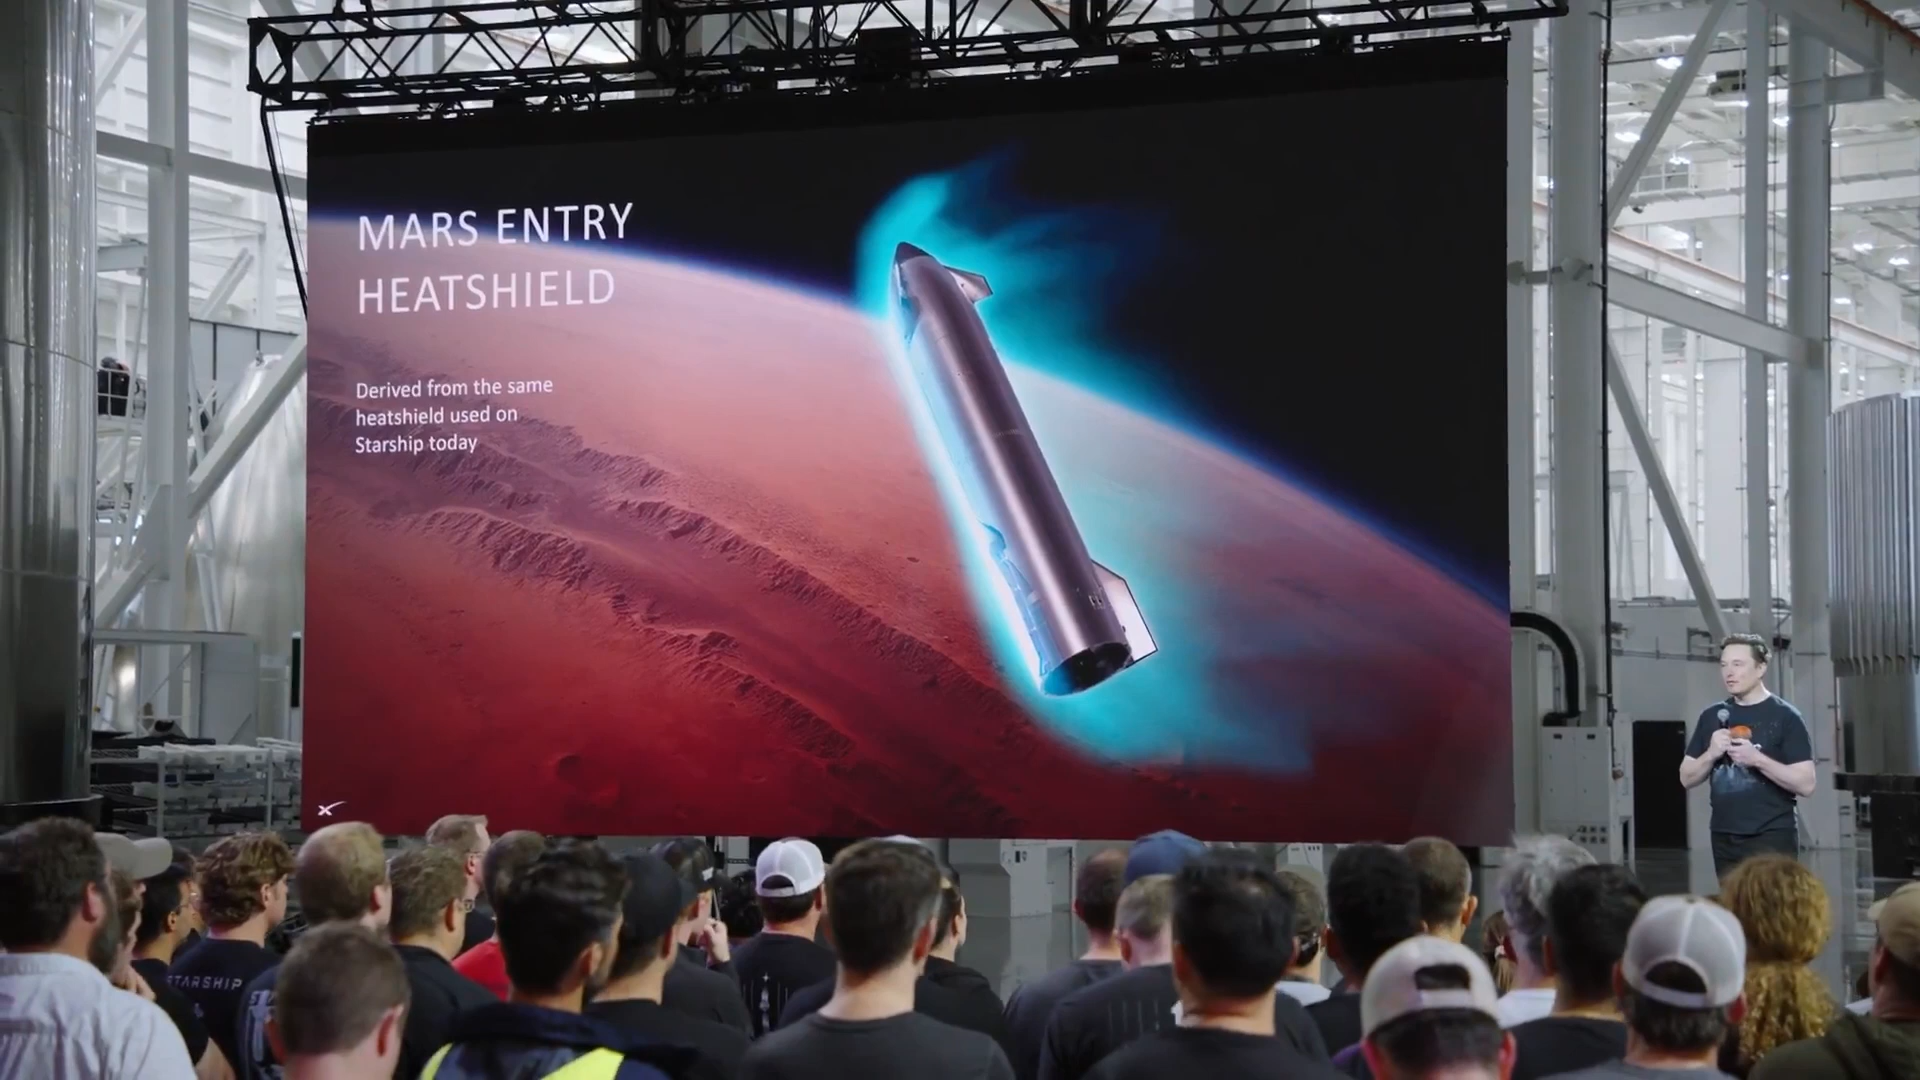 MARS ENTRY
HEATSHIELD
Derived from the same
heatshield used on
Starship today
STARSHIP